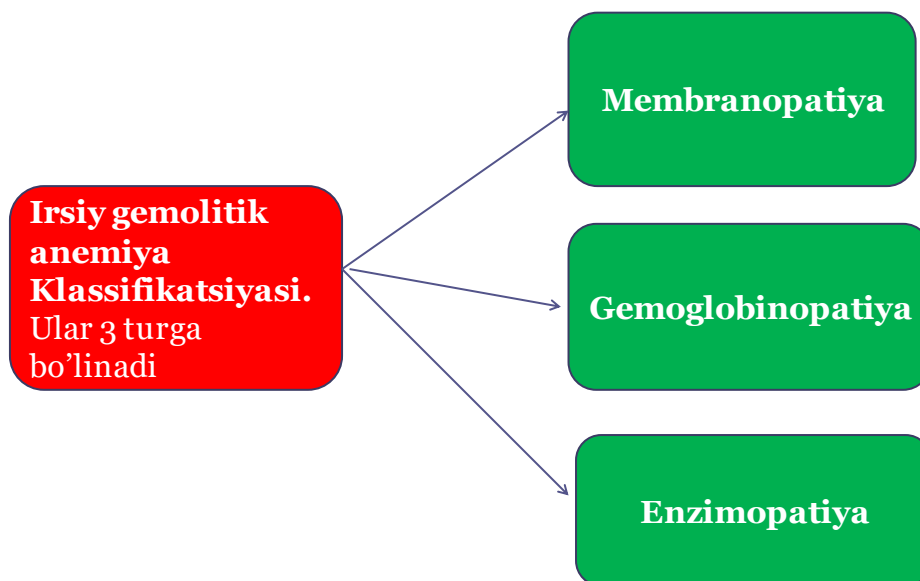 Irsiy gemolitik
anemiya
Klassifikatsiyasi.
Ular 3 turga
bo’linadi
Membranopatiya
Gemoglobinopatiya
Enzimopatiya